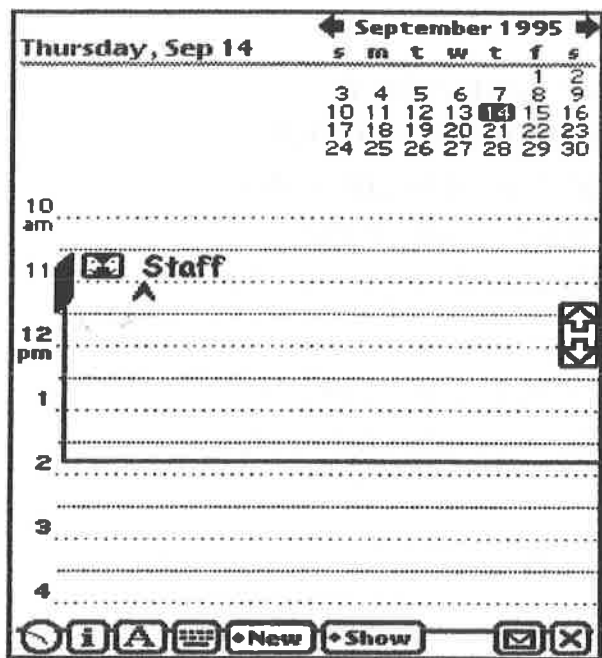 September 1995
Thursday, Sep 14
s m t w t f s
1 2
3 4 5 6 7 8 9
10 11 12 13 14 15 16
17 18 19 20 21 22 23
24 25 26 27 28 29 30
10
am
11 Staff
12
pm
1
2
3
4
i A New Show